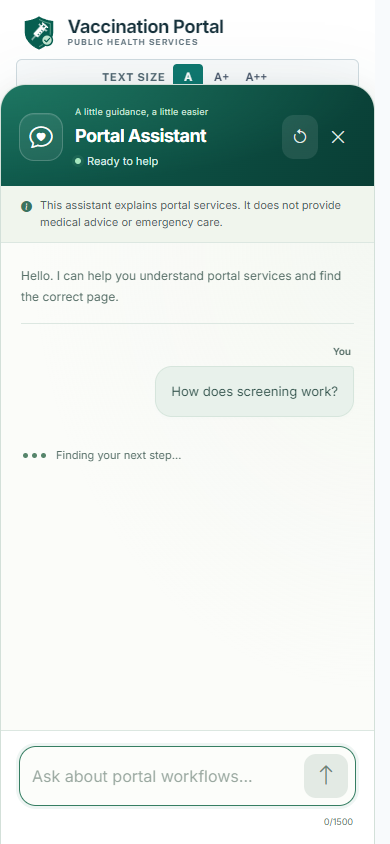 Vaccination Portal
PUBLIC HEALTH SERVICES
TEXT SIZE A A+ A++
A little guidance, a little easier
Portal Assistant
Ready to help
This assistant explains portal services. It does not provide
medical advice or emergency care.
Hello. I can help you understand portal services and find
the correct page.
You
How does screening work?
Finding your next step...
Ask about portal workflows...
0/1500